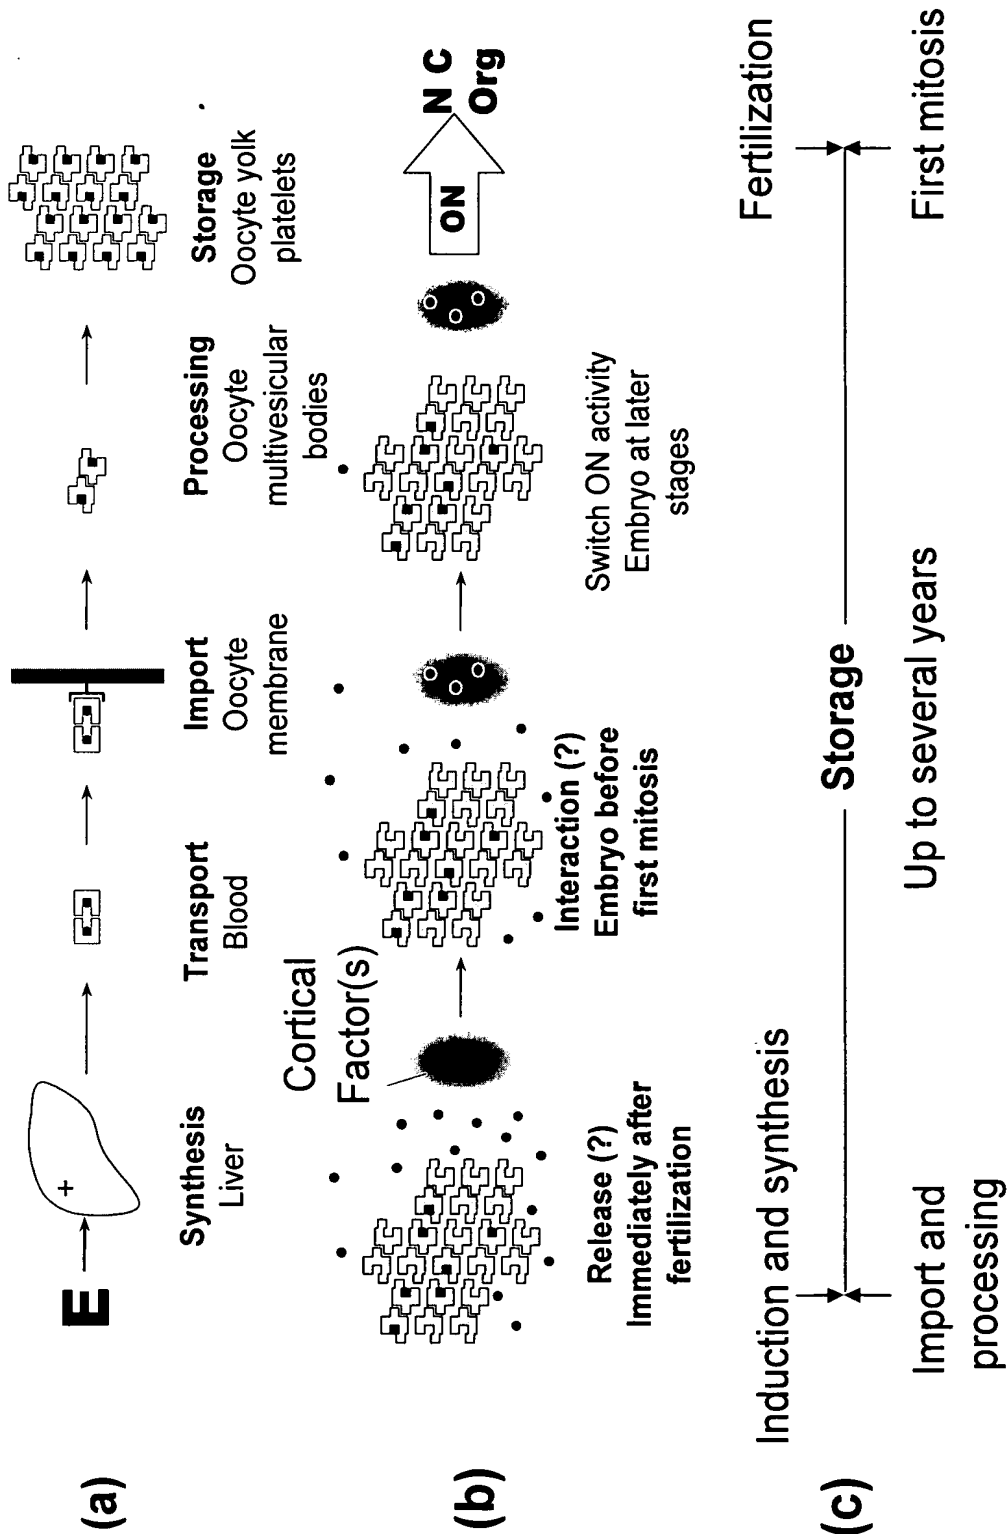 (a)
E
+
Synthesis
Liver
Transport
Blood
Import
Oocyte
membrane
Processing
Oocyte
multivesicular
bodies
Storage
Oocyte yolk
platelets
(b)
Cortical
Factor(s)
Release (?)
Immediately after
fertilization
Interaction (?)
Embryo before
first mitosis
Switch ON activity
Embryo at later
stages
ON
N C
Org
(c)
Induction and synthesis
Fertilization
Storage
Import and
processing
Up to several years
First mitosis